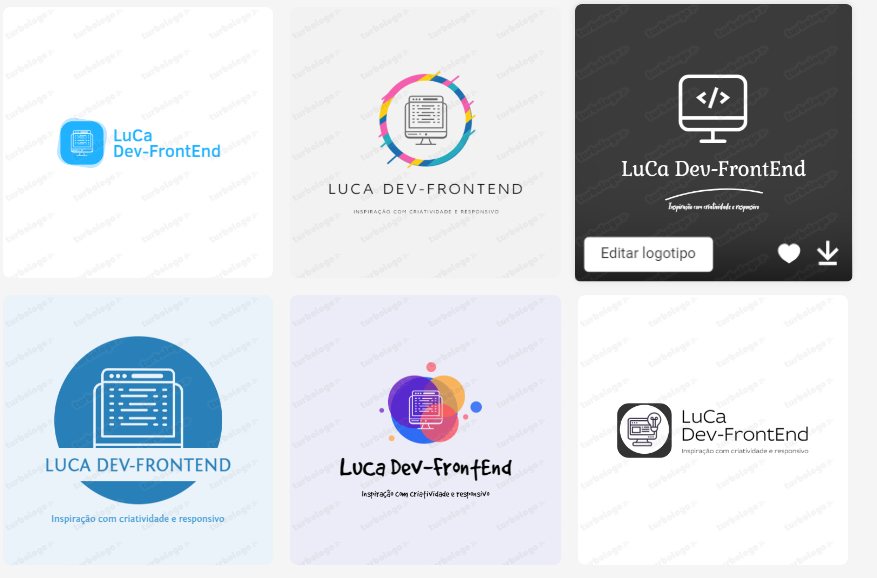 LuCa
Dev-FrontEnd
LUCA DEV-FRONTEND
INSPIRAÇÃO COM CRIATIVIDADE E RESPONSIVO
</>
LuCa Dev-FrontEnd
Inspiração com criatividade e responsivo
Editar logotipo
LUCA DEV-FRONTEND
Inspiração com criatividade e responsivo
LuCa Dev-FrontEnd
Inspiração com criatividade e responsivo
LuCa
Dev-FrontEnd
Inspiração com criatividade e responsivo
turbologo